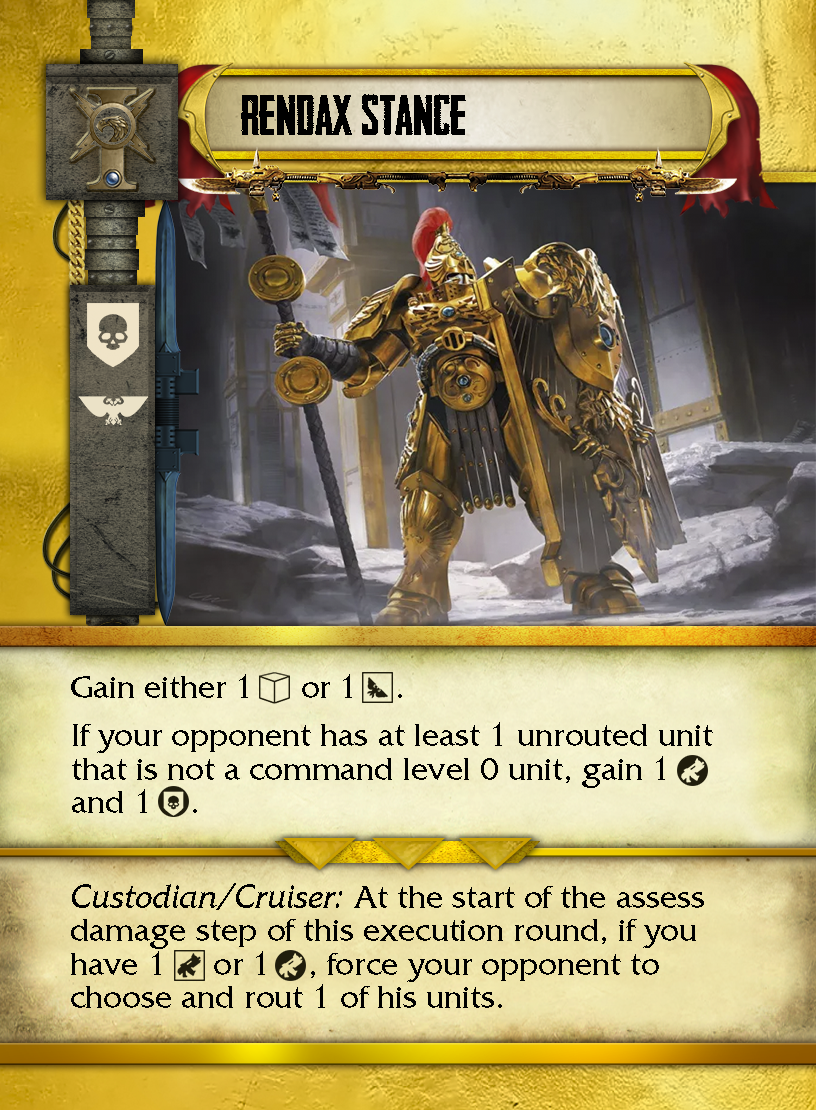 RENDAX STANCE
Gain either 1 or 1 .
If your opponent has at least 1 unrouted unit
that is not a command level 0 unit, gain 1
and 1 .
Custodian/Cruiser: At the start of the assess
damage step of this execution round, if you
have 1 or 1 , force your opponent to
choose and rout 1 of his units.